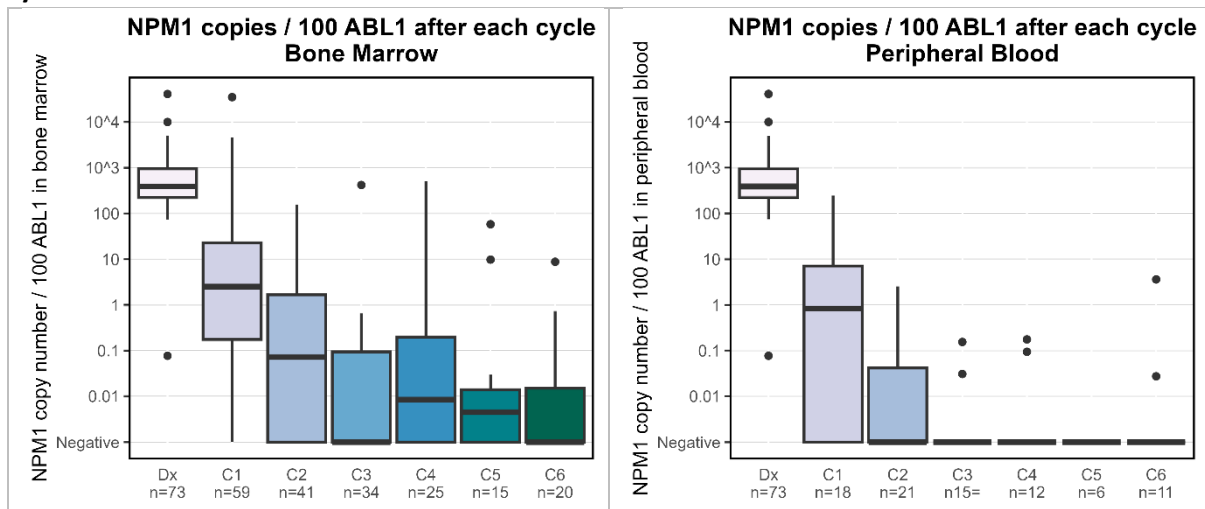 NPM1 copies / 100 ABL1 after each cycle
Bone Marrow
NPM1 copy number / 100 ABL1 in bone marrow
10^4
10^3
100
10
1
0.1
0.01
Negative
Dx C1 C2 C3 C4 C5 C6
n=73 n=59 n=41 n=34 n=25 n=15 n=20
NPM1 copies / 100 ABL1 after each cycle
Peripheral Blood
NPM1 copy number / 100 ABL1 in peripheral blood
10^4
10^3
100
10
1
0.1
0.01
Negative
Dx C1 C2 C3 C4 C5 C6
n=73 n=18 n=21 n15= n=12 n=6 n=11